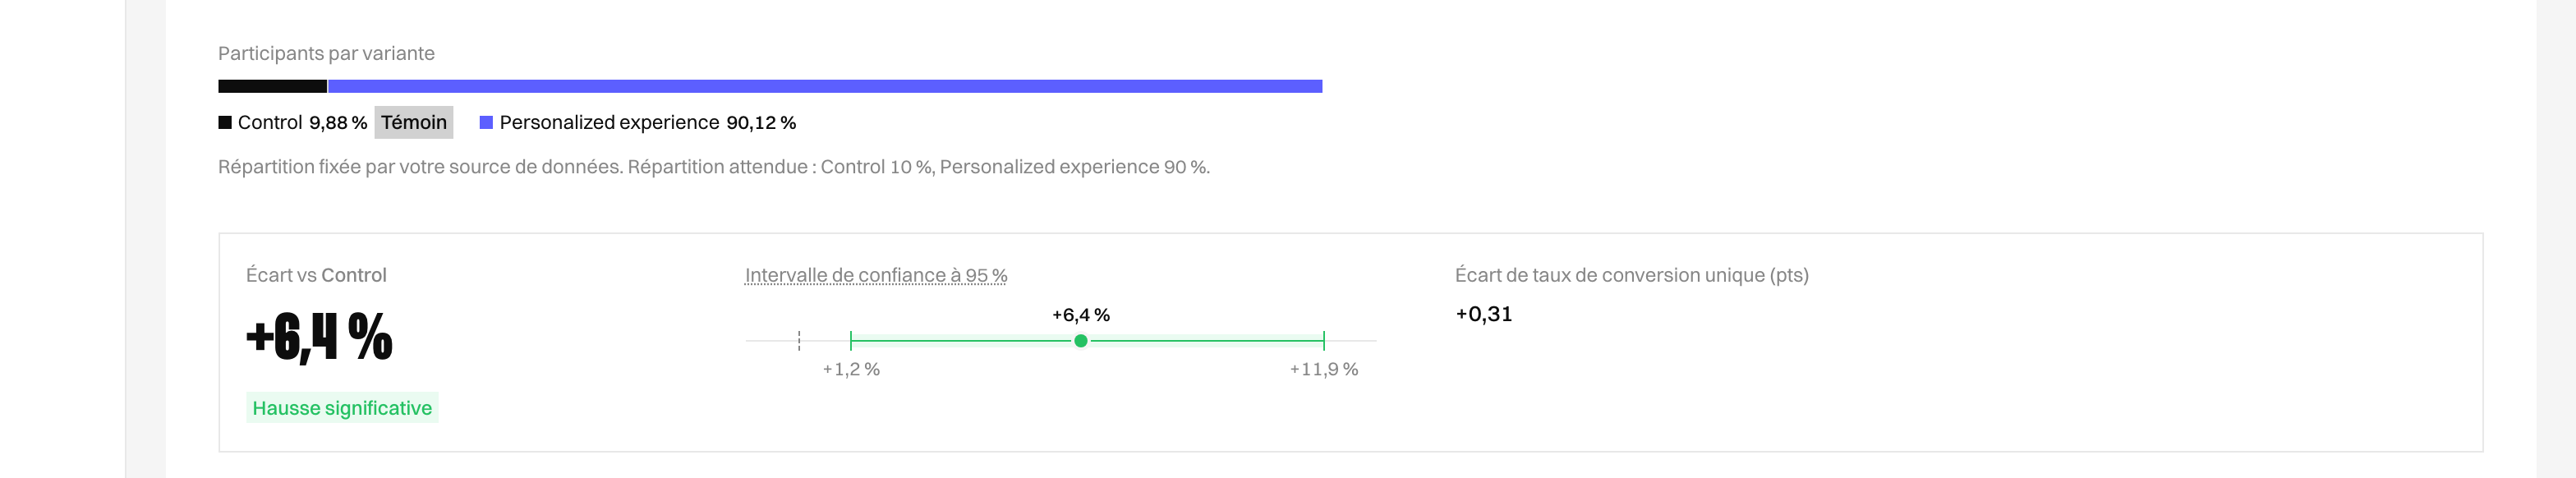 Participants par variante
Control 9,88 % Témoin Personalized experience 90,12 %
Répartition fixée par votre source de données. Répartition attendue : Control 10 %, Personalized experience 90 %.
Écart vs Control
+6,4 %
Hausse significative
Intervalle de confiance à 95 %
+6,4 %
+1,2 % +11,9 %
Écart de taux de conversion unique (pts)
+0,31